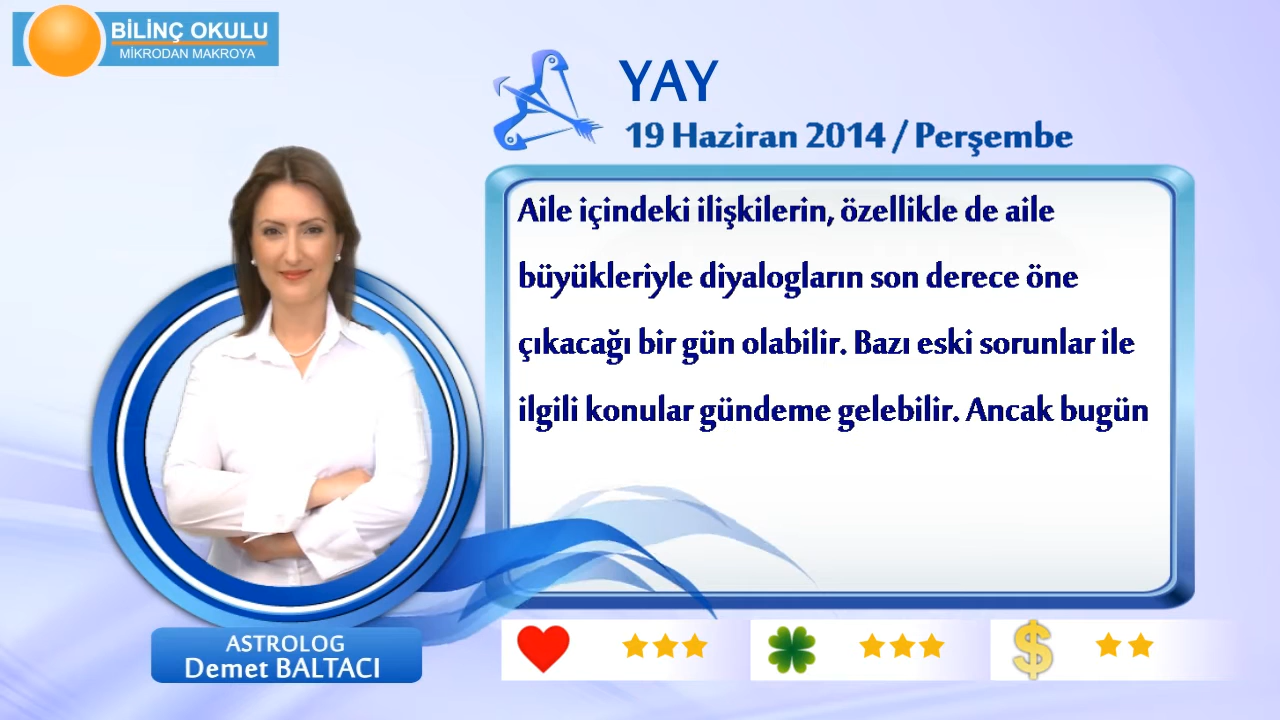 BİLİNÇ OKULU
MİKRODAN MAKROYA
YAY
19 Haziran 2014 / Perşembe
Aile içindeki ilişkilerin, özellikle de aile
büyükleriyle diyalogların son derece öne
çıkacağı bir gün olabilir. Bazı eski sorunlar ile
ilgili konular gündeme gelebilir. Ancak bugün
ASTROLOG
Demet BALTACI